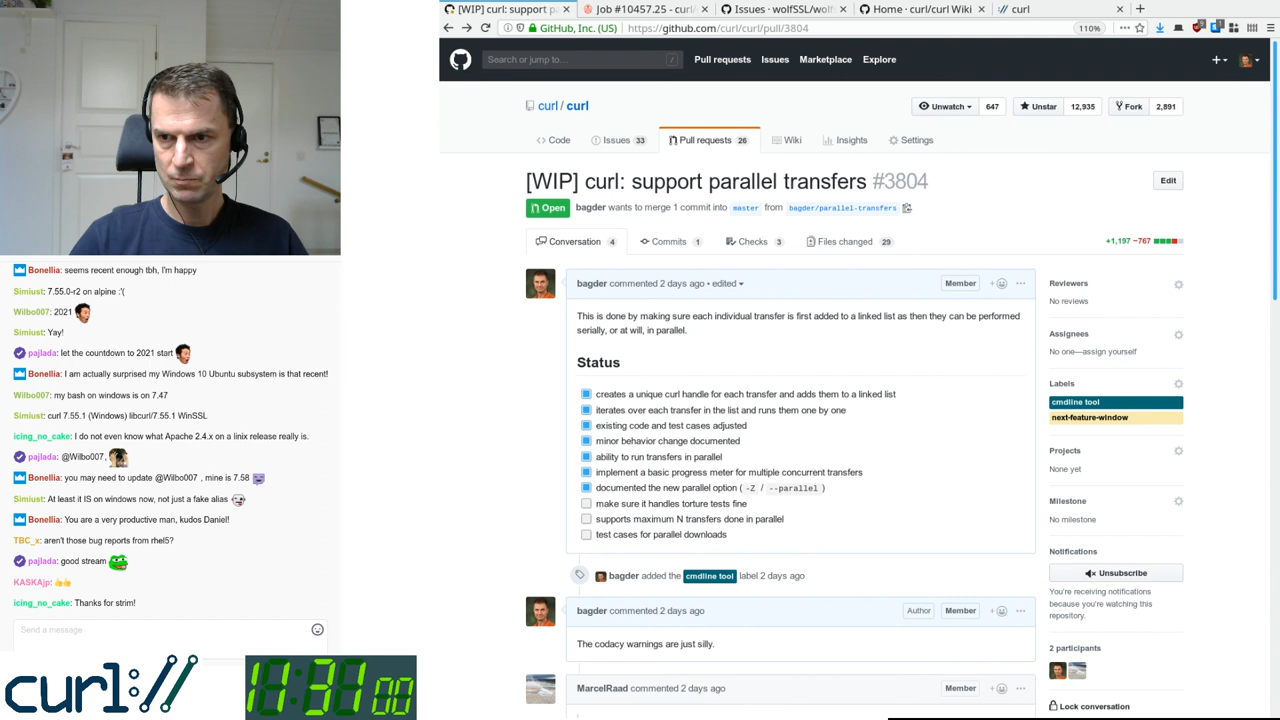 [WIP] curl: support p
Job #10457.25 - curl/
Issues · wolfSSL/wolf
Home · curl/curl Wiki
curl
GitHub, Inc. (US)
https://github.com/curl/curl/pull/3804
110%
Search or jump to...
/
Pull requests
Issues
Marketplace
Explore
curl / curl
Unwatch
647
Unstar
12,935
Fork
2,891
Code
Issues 33
Pull requests 26
Wiki
Insights
Settings
[WIP] curl: support parallel transfers #3804
Edit
Open
bagder wants to merge 1 commit into master from bagder/parallel-transfers
Conversation 4
Commits 1
Checks 3
Files changed 29
+1,197 −767
bagder commented 2 days ago • edited
Member
This is done by making sure each individual transfer is first added to a linked list as then they can be performed
serially, or at will, in parallel.
Status
creates a unique curl handle for each transfer and adds them to a linked list
iterates over each transfer in the list and runs them one by one
existing code and test cases adjusted
minor behavior change documented
ability to run transfers in parallel
implement a basic progress meter for multiple concurrent transfers
documented the new parallel option ( -Z / --parallel )
make sure it handles torture tests fine
supports maximum N transfers done in parallel
test cases for parallel downloads
bagder added the cmdline tool label 2 days ago
bagder commented 2 days ago
Author
Member
The codacy warnings are just silly.
MarcelRaad commented 2 days ago
Member
Reviewers
No reviews
Assignees
No one—assign yourself
Labels
cmdline tool
next-feature-window
Projects
None yet
Milestone
No milestone
Notifications
Unsubscribe
You're receiving notifications
because you're watching this
repository.
2 participants
Lock conversation
Bonellia: seems recent enough tbh, I'm happy
Simiust: 7.55.0-r2 on alpine :'(
Wilbo007: 2021
Simiust: Yay!
pajlada: let the countdown to 2021 start
Bonellia: I am actually surprised my Windows 10 Ubuntu subsystem is that recent!
Wilbo007: my bash on windows is on 7.47
Simiust: curl 7.55.1 (Windows) libcurl/7.55.1 WinSSL
icing_no_cake: I do not even know what Apache 2.4.x on a linix release really is.
pajlada: @Wilbo007,
Bonellia: you may need to update @Wilbo007 , mine is 7.58
Simiust: At least it IS on windows now, not just a fake alias
Bonellia: You are a very productive man, kudos Daniel!
TBC_x: aren't those bug reports from rhel5?
pajlada: good stream
KASKAjp:
icing_no_cake: Thanks for strim!
Send a message
curl://